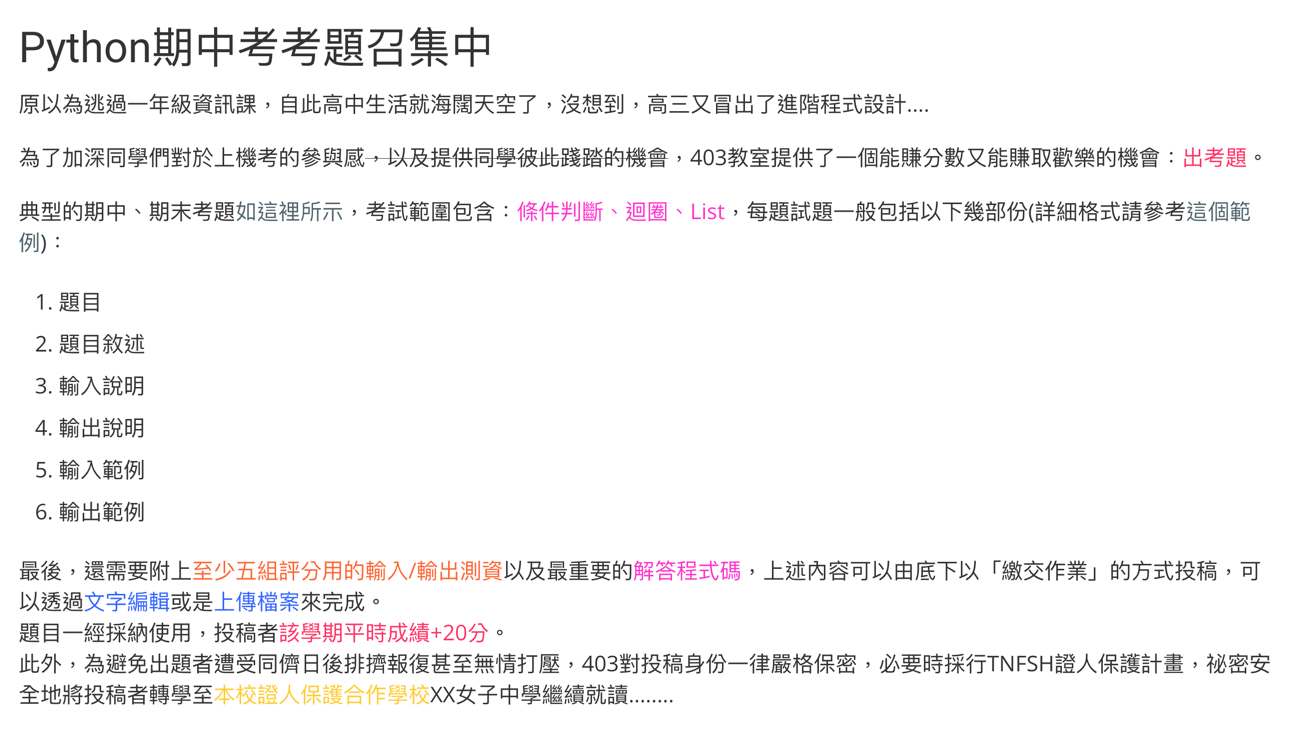 Python期中考考題召集中
原以為逃過一年級資訊課，自此高中生活就海闊天空了，沒想到，高三又冒出了進階程式設計....
為了加深同學們對於上機考的參與感，以及提供同學彼此踐踏的機會，403教室提供了一個能賺分數又能賺取歡樂的機會：出考題。
典型的期中、期末考題如這裡所示，考試範圍包含：條件判斷、迴圈、List，每題試題一般包括以下幾部份(詳細格式請參考這個範
例)：
1. 題目
2. 題目敘述
3. 輸入說明
4. 輸出說明
5. 輸入範例
6. 輸出範例
最後，還需要附上至少五組評分用的輸入/輸出測資以及最重要的解答程式碼，上述內容可以由底下以「繳交作業」的方式投稿，可
以透過文字編輯或是上傳檔案來完成。
題目一經採納使用，投稿者該學期平時成績+20分。
此外，為避免出題者遭受同儕日後排擠報復甚至無情打壓，403對投稿身份一律嚴格保密，必要時採行TNFSH證人保護計畫，祕密安
全地將投稿者轉學至本校證人保護合作學校XX女子中學繼續就讀........